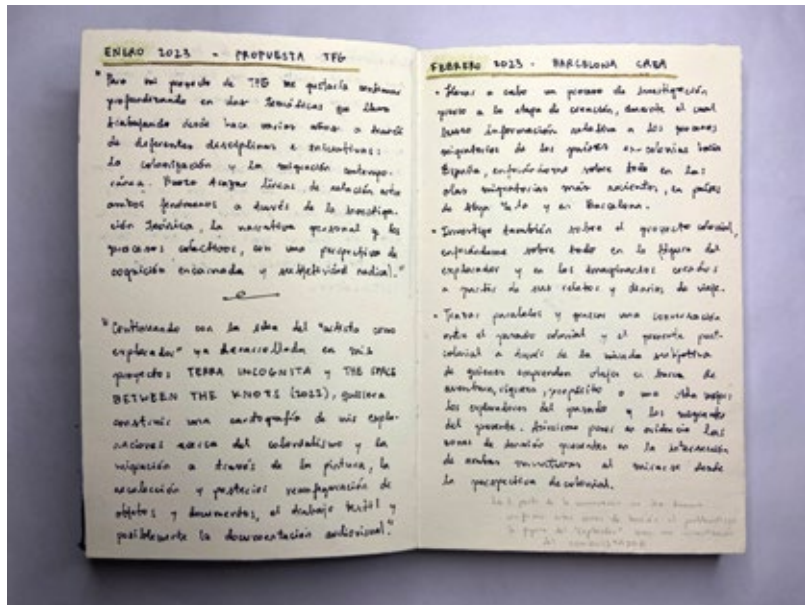 ENERO 2023 - PROPUESTA TFG
"Para mi proyecto de TFG me gustaría continuar
profundizando en dos temáticas que llevo
trabajando desde hace varios años a través
de diferentes disciplinas e iniciativas:
la colonización y la migración contempo-
ránea. Busco trazar líneas de relación entre
ambos fenómenos a través de la investiga-
ción teórica, la narrativa personal y los
procesos colectivos, con una perspectiva de
cognición encarnada y subjetividad radical."
"Continuando con la idea del "artista como
explorador" ya desarrollada en mis
proyectos TERRA INCOGNITA y THE SPACE
BETWEEN THE KNOTS (2022), quisiera
construir una cartografía de mis explo-
raciones acerca del colonialismo y la
migración a través de la pintura, la
recolección y posterior reconfiguración de
objetos y documentos, el trabajo textil y
posiblemente la documentación audiovisual."
FEBRERO 2023 - BARCELONA CREA
• Llevar a cabo un proceso de investigación
previo a la etapa de creación, durante el cual
busco información relativa a los procesos
migratorios de los países ex-colonias hacia
España, enfocándome sobre todo en las
olas migratorias más recientes, en países
de y en Barcelona.
• Investigo también sobre el proyecto colonial,
enfocándome sobre todo en la figura del
explorador y en los imaginarios creados
a partir de sus relatos y diarios de viaje.
• Trazar paralelos y generar una conversación
entre el pasado colonial y el presente post-
colonial a través de la mirada subjetiva
de quienes emprenden viajes en busca de
aventura, riqueza, propósito o una vida mejor:
los exploradores del pasado y los migrantes
del presente. Asimismo poner en evidencia las
zonas de tensión presentes en la intersección
de ambas narrativas al mirarse desde
la perspectiva decolonial.